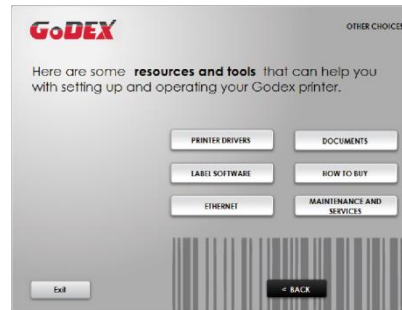 GoDEX
OTHER CHOICES
Here are some resources and tools that can help you
with setting up and operating your Godex printer.
PRINTER DRIVERS
DOCUMENTS
LABEL SOFTWARE
HOW TO BUY
ETHERNET
MAINTENANCE AND
SERVICES
Exit
< BACK